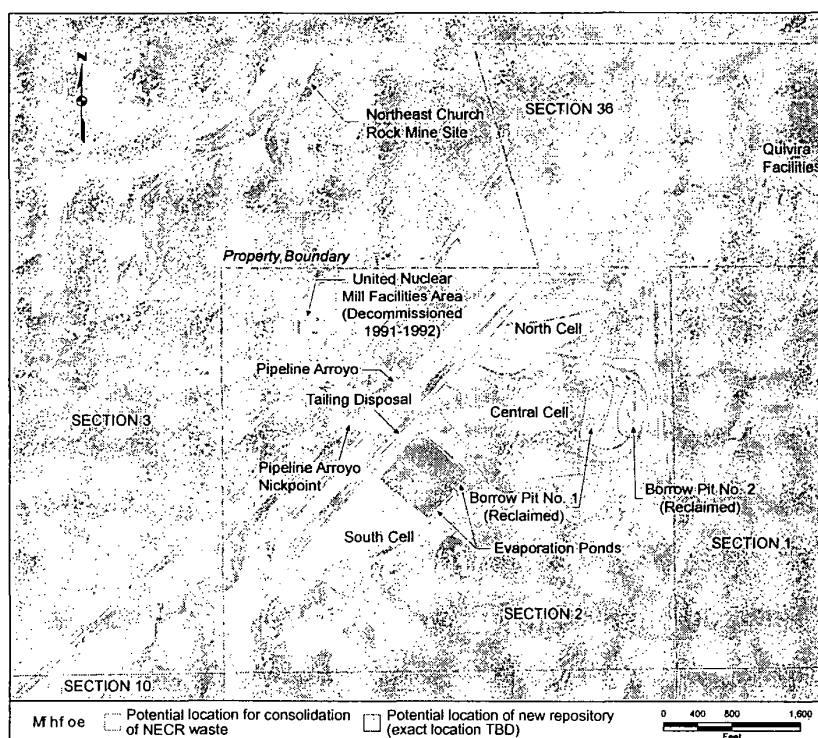 N
Northeast Church
Rock Mine Site
SECTION 36
Quivira
Facilities
Property Boundary
United Nuclear
Mill Facilities Area
(Decommissioned
1991-1992)
North Cell
Pipeline Arroyo
Tailing Disposal
SECTION 3
Central Cell
Pipeline Arroyo
Nickpoint
Borrow Pit No. 1
(Reclaimed)
Borrow Pit No. 2
(Reclaimed)
South Cell
Evaporation Ponds
SECTION 1
SECTION 2
SECTION 10
Potential location for consolidation
of NECR waste
Potential location of new repository
(exact location TBD)
0 400 800 1,600
Feet